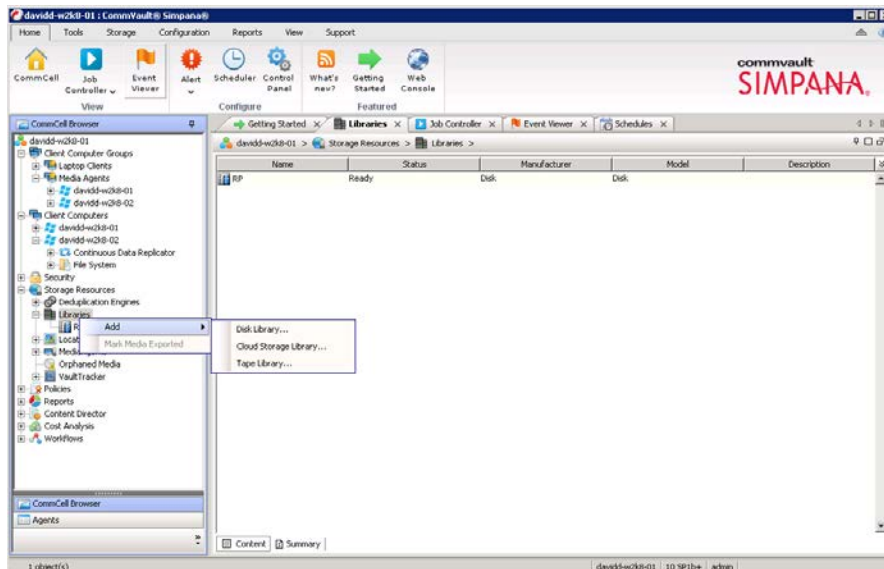 davidd-w2k8-01 : CommVault® Simpana®
Home Tools Storage Configuration Reports View Support
CommCell
Job Controller
Event Viewer
Alert
Scheduler
Control Panel
What's new?
Getting Started
Web Console
View Configure Featured
commvault
SIMPANA
CommCell Browser
Getting Started Libraries Job Controller Event Viewer Schedules
davidd-w2k8-01 > Storage Resources > Libraries >
Name Status Manufacturer Model Description
RP Ready Disk Disk
davidd-w2k8-01
Client Computer Groups
Laptop Clients
Media Agents
davidd-w2k8-01
davidd-w2k8-02
Client Computers
davidd-w2k8-01
davidd-w2k8-02
Continuous Data Replicator
File System
Security
Storage Resources
Deduplication Engines
Libraries
Add
Mark Media Exported
Disk Library...
Cloud Storage Library...
Tape Library...
Orphaned Media
VaultTracker
Policies
Reports
Content Director
Cost Analysis
Workflows
CommCell Browser
Agents
Content Summary
1 object(s) davidd-w2k8-01 10 SP1b+ admin